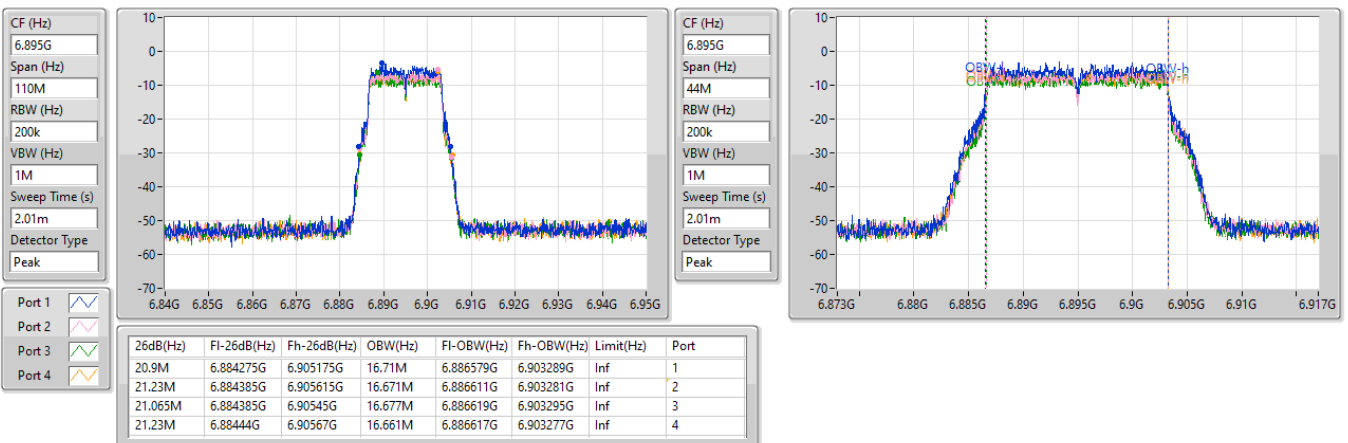 CF (Hz)
6.895G
Span (Hz)
110M
RBW (Hz)
200k
VBW (Hz)
1M
Sweep Time (s)
2.01m
Detector Type
Peak
10
0
-10
-20
-30
-40
-50
-60
-70
6.84G 6.85G 6.86G 6.87G 6.88G 6.89G 6.9G 6.91G 6.92G 6.93G 6.94G 6.95G
CF (Hz)
6.895G
Span (Hz)
44M
RBW (Hz)
200k
VBW (Hz)
1M
Sweep Time (s)
2.01m
Detector Type
Peak
10
0
-10
-20
-30
-40
-50
-60
-70
OBW-h
6.873G 6.88G 6.885G 6.89G 6.895G 6.9G 6.905G 6.91G 6.917G
Port 1
Port 2
Port 3
Port 4
26dB(Hz) Fl-26dB(Hz) Fh-26dB(Hz) OBW(Hz) Fl-OBW(Hz) Fh-OBW(Hz) Limit(Hz) Port
20.9M 6.884275G 6.905175G 16.71M 6.886579G 6.903289G Inf 1
21.23M 6.884385G 6.905615G 16.671M 6.886611G 6.903281G Inf 2
21.065M 6.884385G 6.90545G 16.677M 6.886619G 6.903295G Inf 3
21.23M 6.88444G 6.90567G 16.661M 6.886617G 6.903277G Inf 4